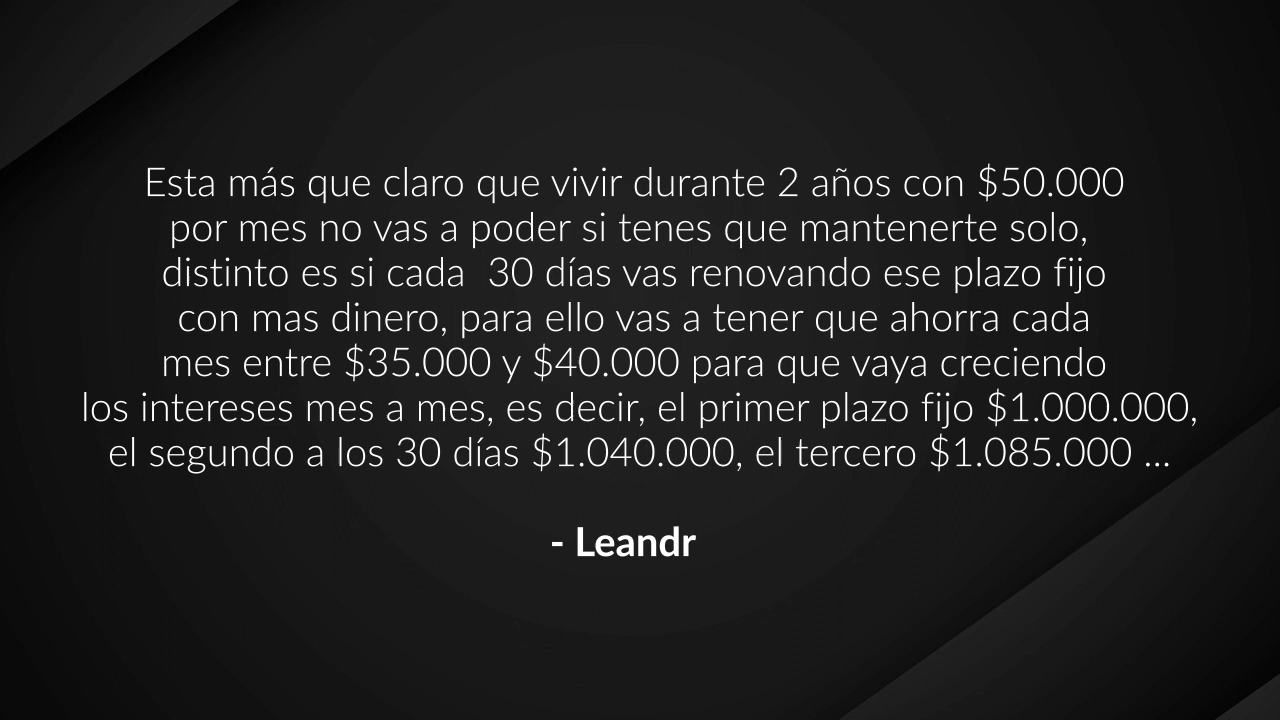 Esta más que claro que vivir durante 2 años con $50.000
por mes no vas a poder si tenes que mantenerte solo,
distinto es si cada  30 días vas renovando ese plazo fijo
con mas dinero, para ello vas a tener que ahorra cada
mes entre $35.000 y $40.000 para que vaya creciendo
los intereses mes a mes, es decir, el primer plazo fijo $1.000.000,
el segundo a los 30 días $1.040.000, el tercero $1.085.000 ...
- Leandr